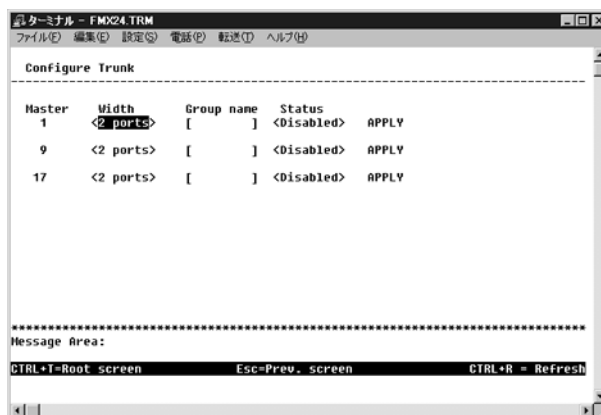 ターミナル - FMX24.TRM
ファイル(F) 編集(E) 設定(S) 電話(P) 転送(T) ヘルプ(H)
Configure Trunk
Master Width Group name Status
1 <2 ports> [ ] <Disabled> APPLY
9 <2 ports> [ ] <Disabled> APPLY
17 <2 ports> [ ] <Disabled> APPLY
Message Area:
CTRL+T=Root screen Esc=Prev. screen CTRL+R = Refresh